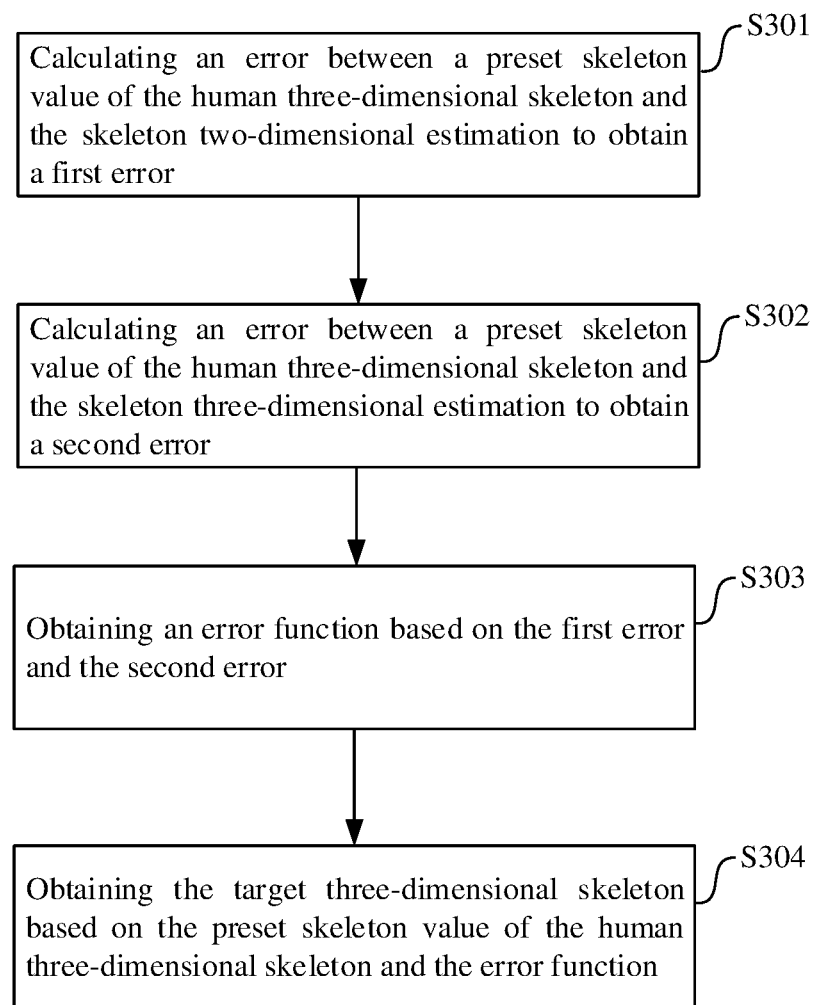 S301
Calculating an error between a preset skeleton
value of the human three-dimensional skeleton and
the skeleton two-dimensional estimation to obtain
a first error
S302
Calculating an error between a preset skeleton
value of the human three-dimensional skeleton and
the skeleton three-dimensional estimation to obtain
a second error
S303
Obtaining an error function based on the first error
and the second error
S304
Obtaining the target three-dimensional skeleton
based on the preset skeleton value of the human
three-dimensional skeleton and the error function